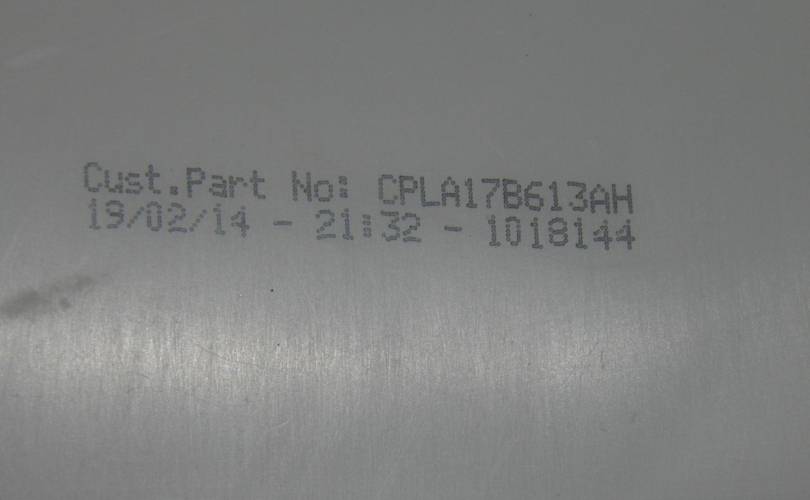 Cust.Part No: CPLA17B613AH
19/02/14 - 21:32 - 1018144